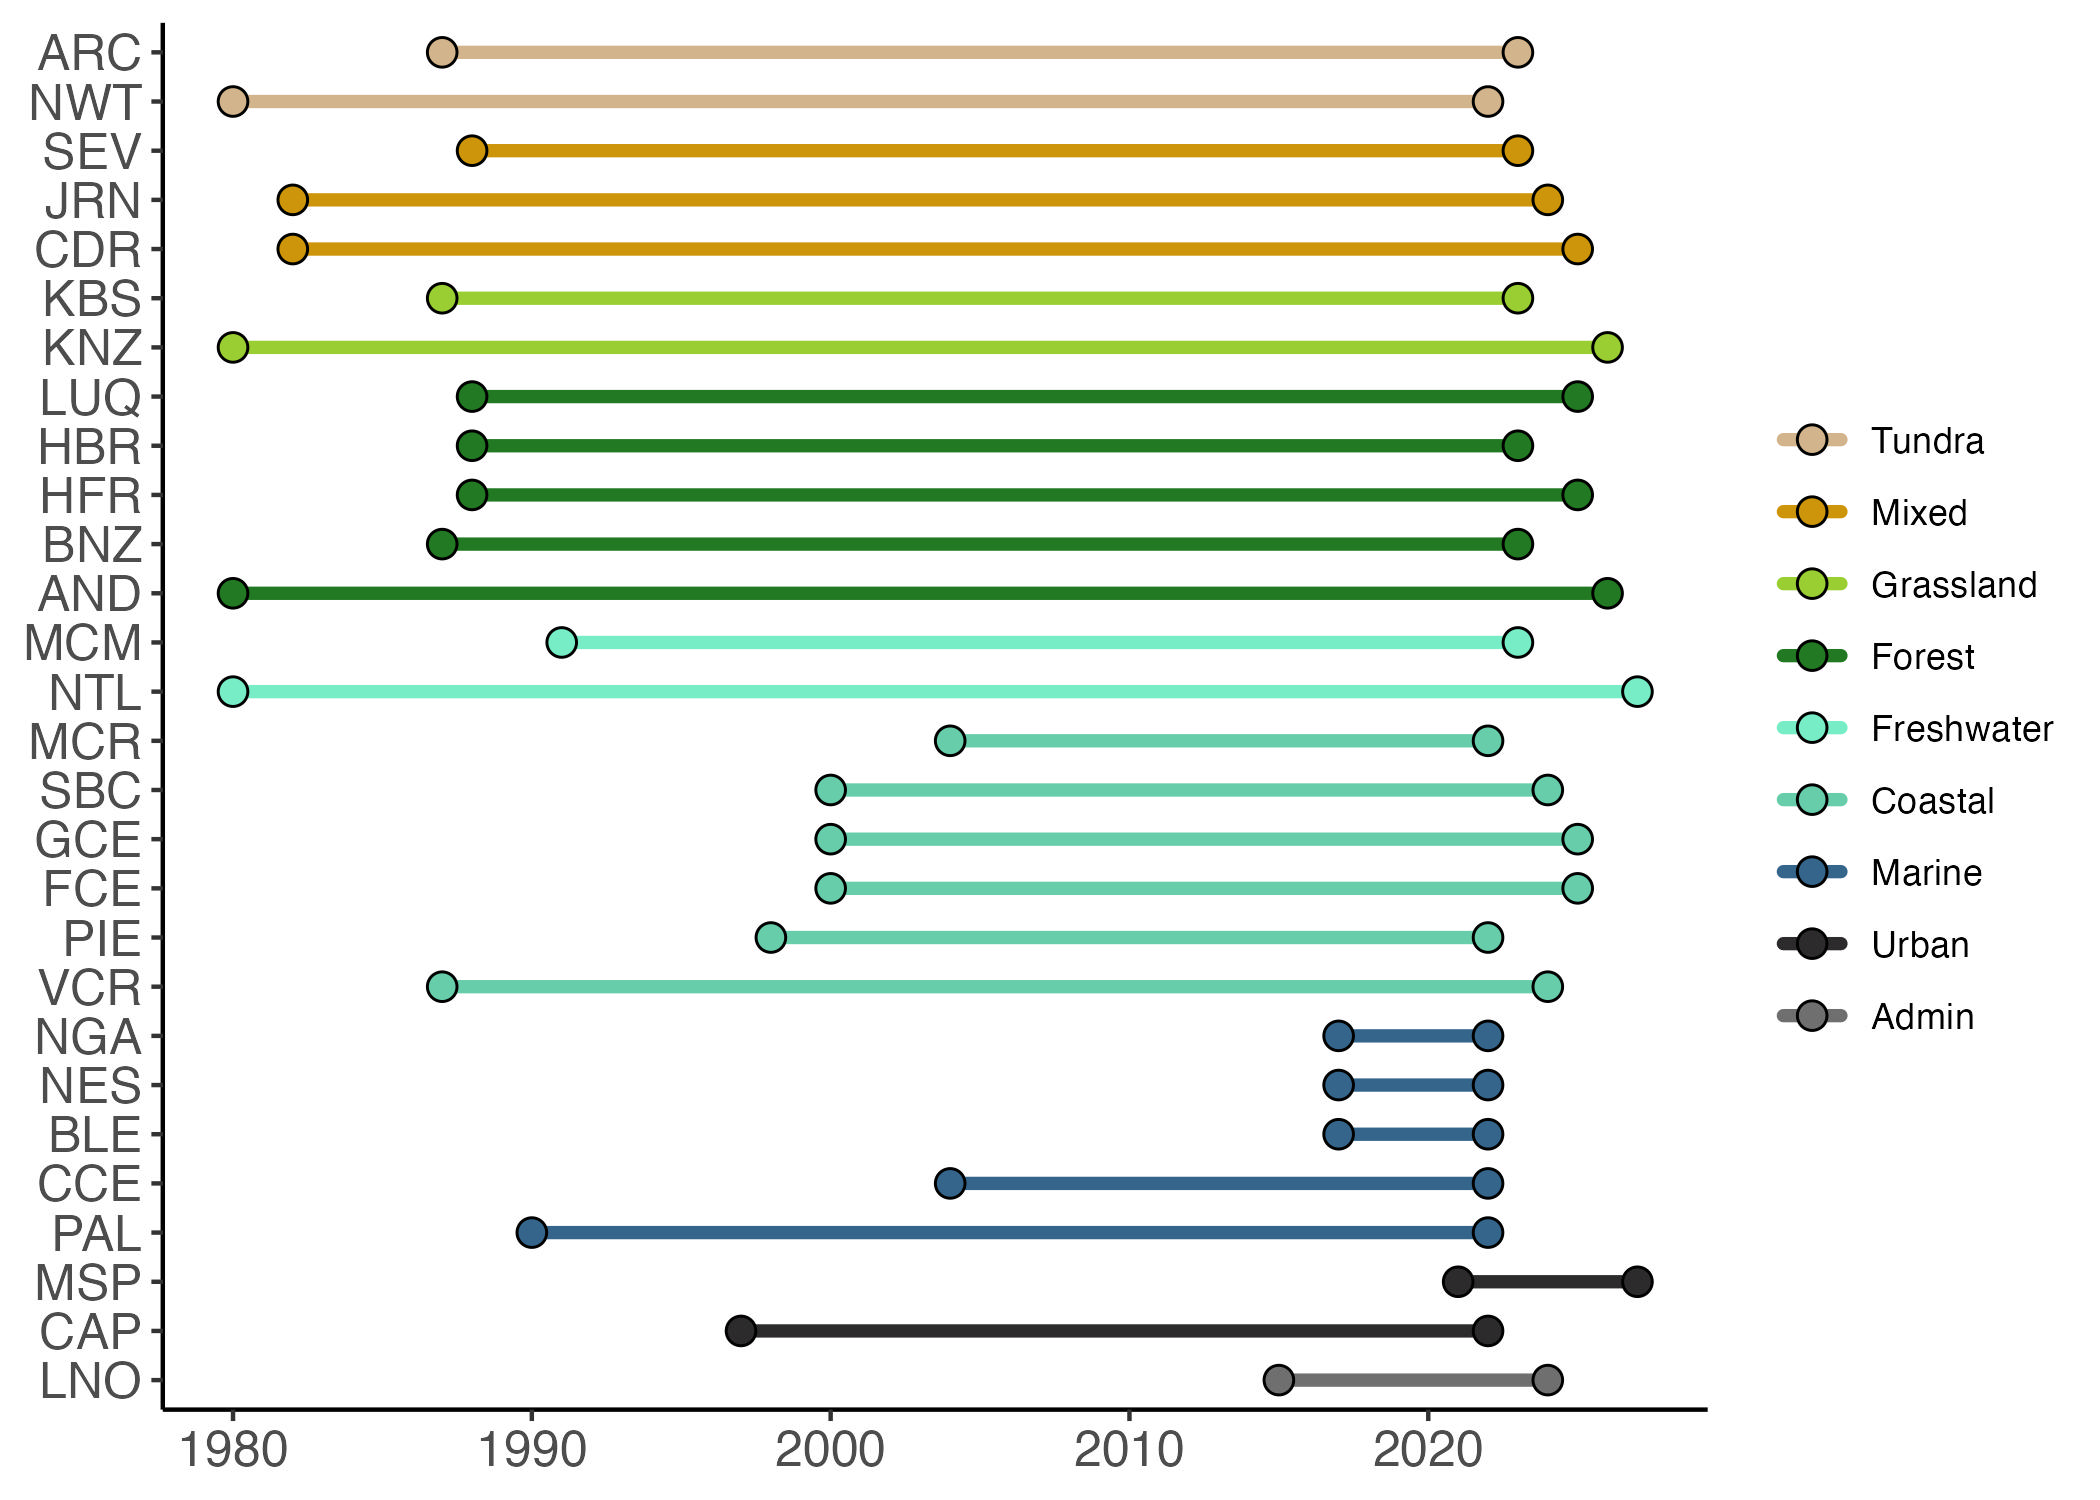 ARC
NWT
SEV
JRN
CDR
KBS
KNZ
LUQ
HBR
HFR
BNZ
AND
MCM
NTL
MCR
SBC
GCE
FCE
PIE
VCR
NGA
NES
BLE
CCE
PAL
MSP
CAP
LNO
1980 1990 2000 2010 2020
Tundra
Mixed
Grassland
Forest
Freshwater
Coastal
Marine
Urban
Admin